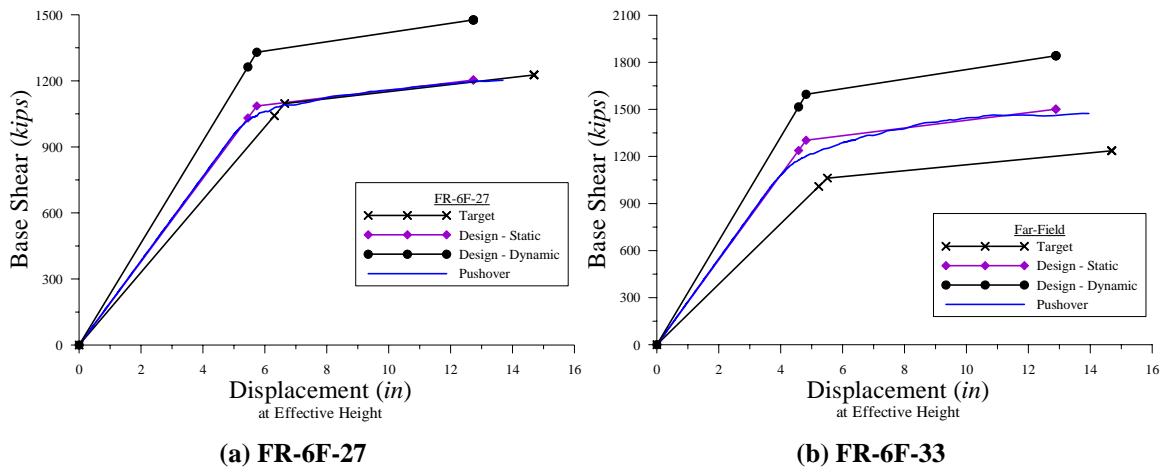 1500
1200
900
600
300
0
Base Shear (kips)
FR-6F-27
Target
Design - Static
Design - Dynamic
Pushover
0 2 4 6 8 10 12 14 16
Displacement (in)
at Effective Height
(a) FR-6F-27
2100
1800
1500
1200
900
600
300
0
Base Shear (kips)
Far-Field
Target
Design - Static
Design - Dynamic
Pushover
0 2 4 6 8 10 12 14 16
Displacement (in)
at Effective Height
(b) FR-6F-33